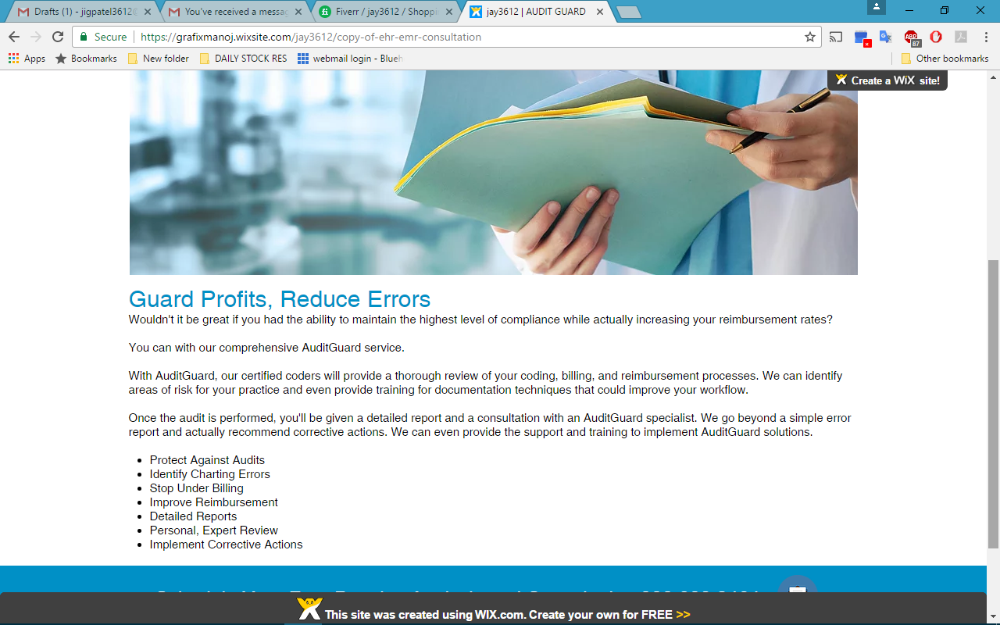 Drafts (1) - jigpatel3612@
You've received a messag
Fiverr / jay3612 / Shoppi
jay3612 | AUDIT GUARD
Secure
https://grafixmanoj.wixsite.com/jay3612/copy-of-ehr-emr-consultation
87
Apps
Bookmarks
New folder
DAILY STOCK RES
webmail login - Blueh
Other bookmarks
Create a WiX site!
Guard Profits, Reduce Errors
Wouldn't it be great if you had the ability to maintain the highest level of compliance while actually increasing your reimbursement rates?
You can with our comprehensive AuditGuard service.
With AuditGuard, our certified coders will provide a thorough review of your coding, billing, and reimbursement processes. We can identify
areas of risk for your practice and even provide training for documentation techniques that could improve your workflow.
Once the audit is performed, you'll be given a detailed report and a consultation with an AuditGuard specialist. We go beyond a simple error
report and actually recommend corrective actions. We can even provide the support and training to implement AuditGuard solutions.
• Protect Against Audits
• Identify Charting Errors
• Stop Under Billing
• Improve Reimbursement
• Detailed Reports
• Personal, Expert Review
• Implement Corrective Actions
This site was created using WIX.com. Create your own for FREE >>